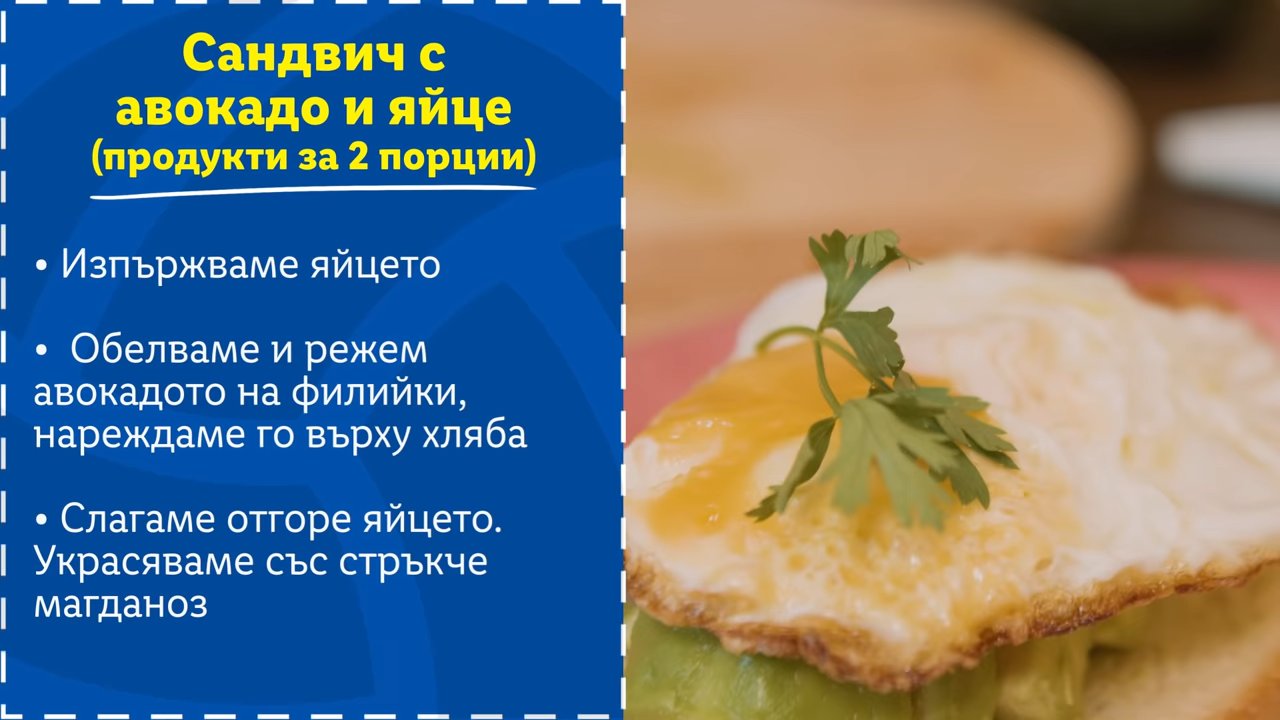 Сандвич с
авокадо и яйце
(продукти за 2 порции)
• Изпържваме яйцето
• Обелваме и режем
авокадото на филийки,
нареждаме го върху хляба
• Слагаме отгоре яйцето.
Украсяваме със стръкче
магданоз